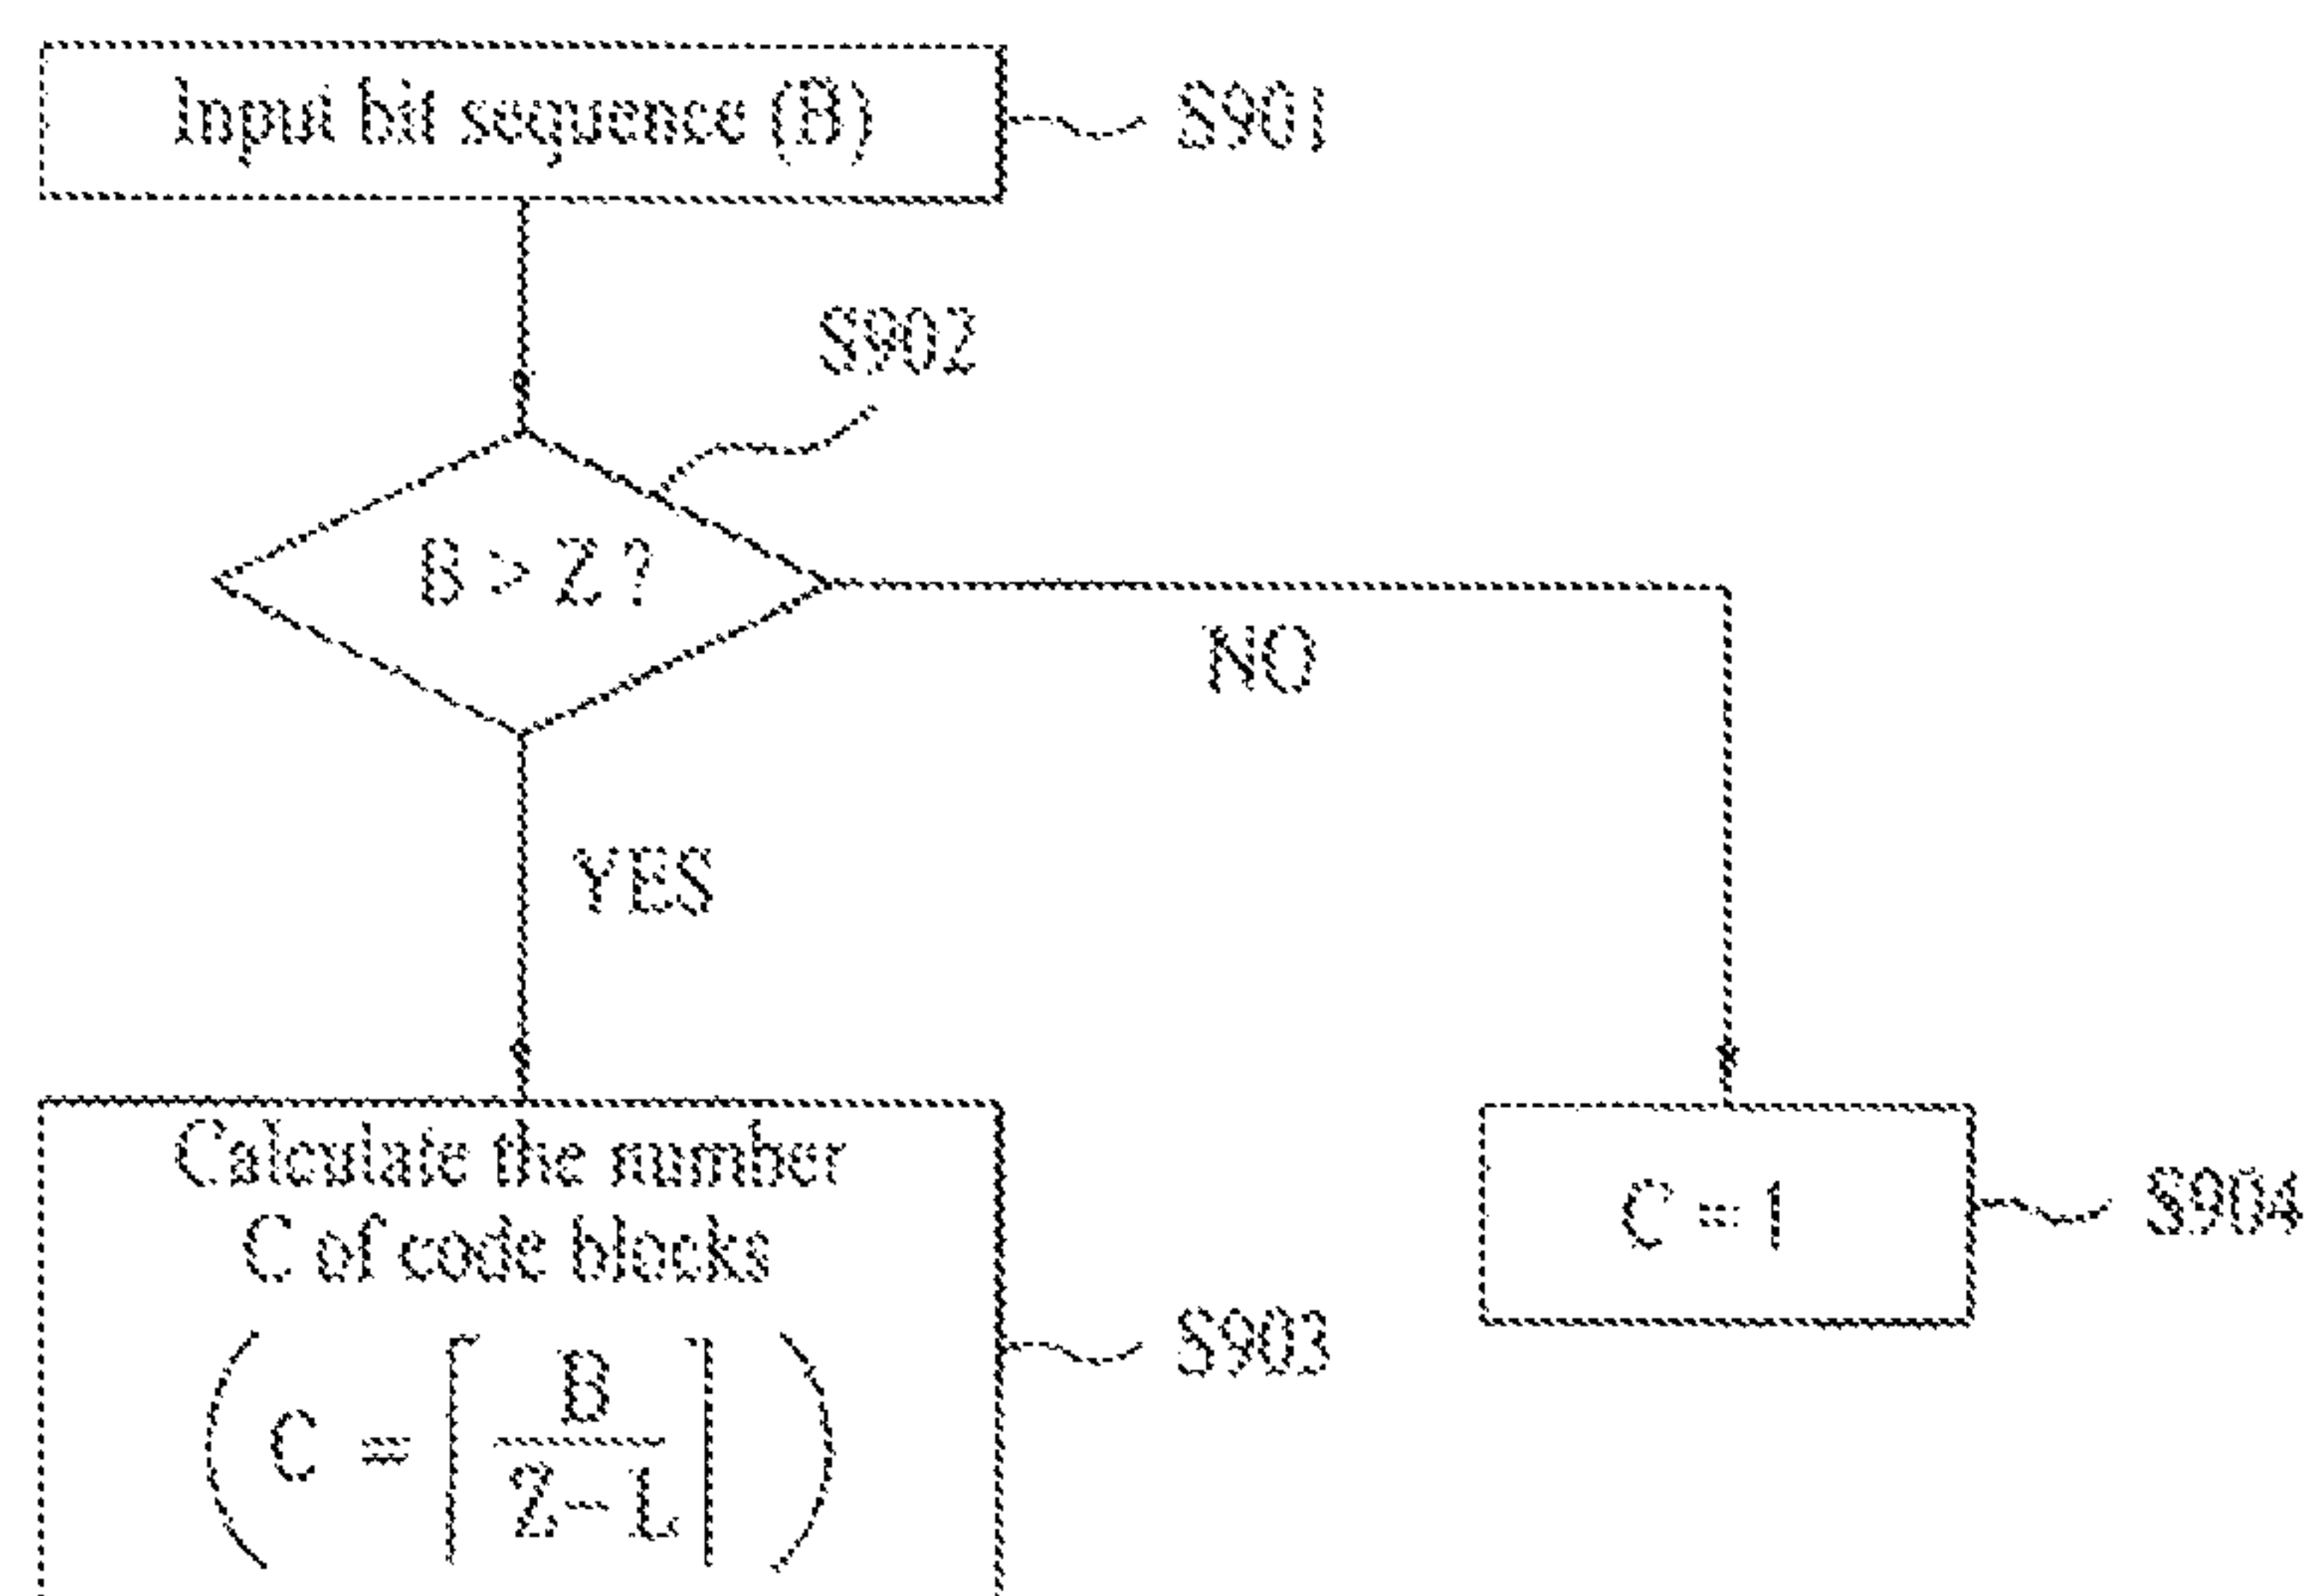 Input bit sequence (B)
S901
S902
B > Z ?
NO
YES
Calculate the number
C of code blocks
C = 1
S904
S903
( C = ⌈ B / Z-L ⌉ )